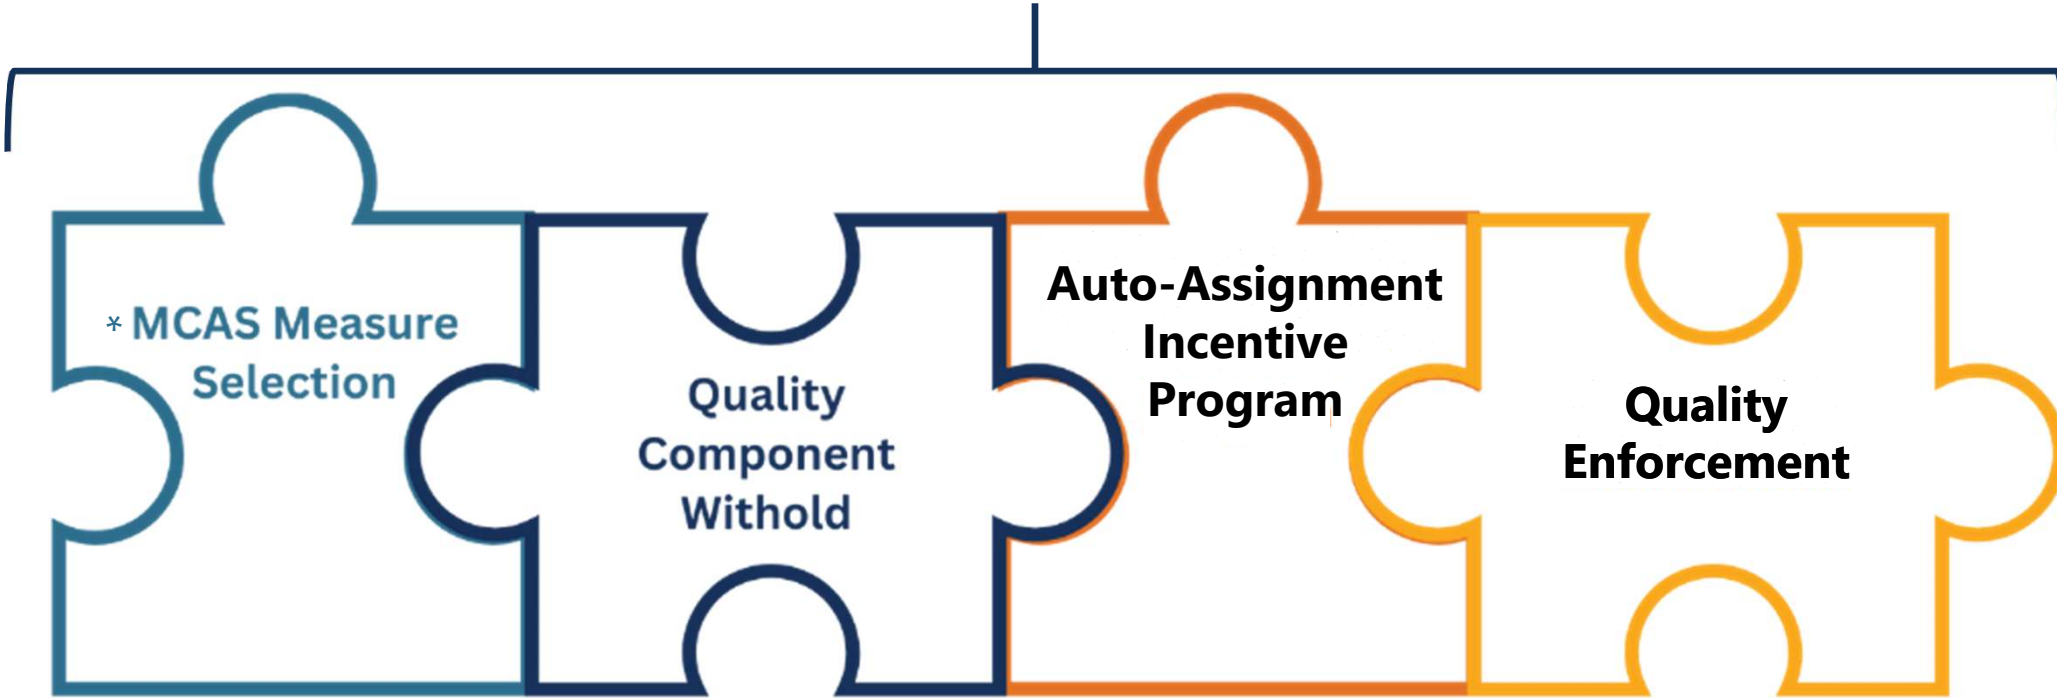 * MCAS Measure
Selection
Quality
Component
Withold
Auto-Assignment
Incentive
Program
Quality
Enforcement